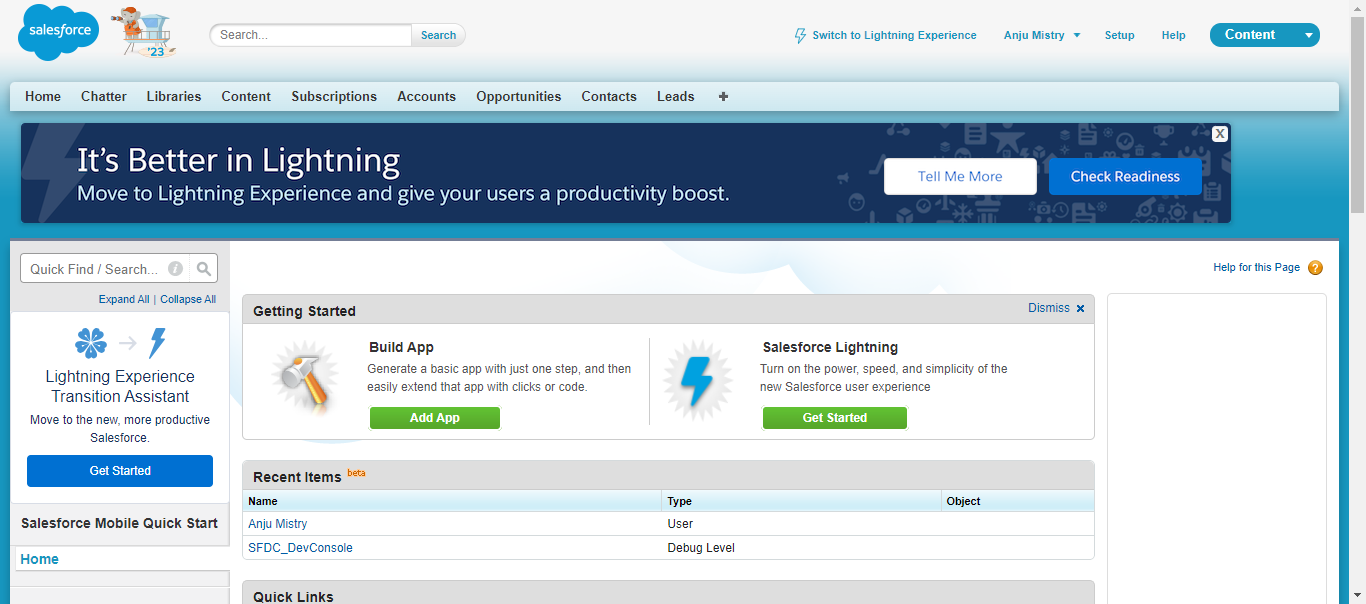 salesforce
'23
Search...
Search
Switch to Lightning Experience
Anju Mistry
Setup
Help
Content
Home
Chatter
Libraries
Content
Subscriptions
Accounts
Opportunities
Contacts
Leads
+
It's Better in Lightning
Move to Lightning Experience and give your users a productivity boost.
Tell Me More
Check Readiness
X
Quick Find / Search...
i
Expand All | Collapse All
Lightning Experience
Transition Assistant
Move to the new, more productive
Salesforce.
Get Started
Salesforce Mobile Quick Start
Home
Help for this Page
?
Getting Started
Dismiss x
Build App
Generate a basic app with just one step, and then
easily extend that app with clicks or code.
Add App
Salesforce Lightning
Turn on the power, speed, and simplicity of the
new Salesforce user experience
Get Started
Recent Items beta
Name Type Object
Anju Mistry User
SFDC_DevConsole Debug Level
Quick Links